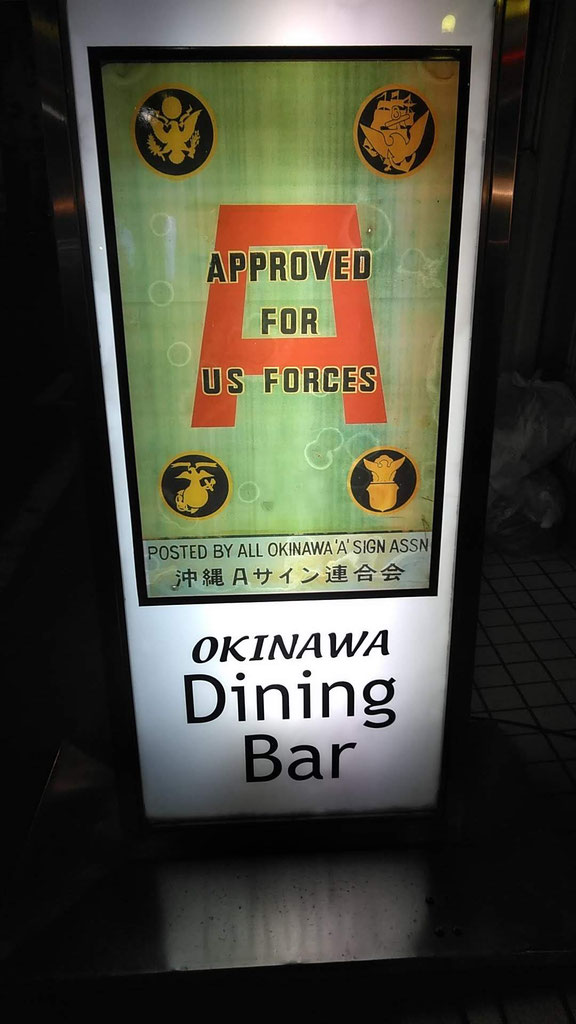 A
APPROVED
FOR
US FORCES
POSTED BY ALL OKINAWA 'A' SIGN ASSN
沖縄Aサイン連合会
OKINAWA
Dining
Bar